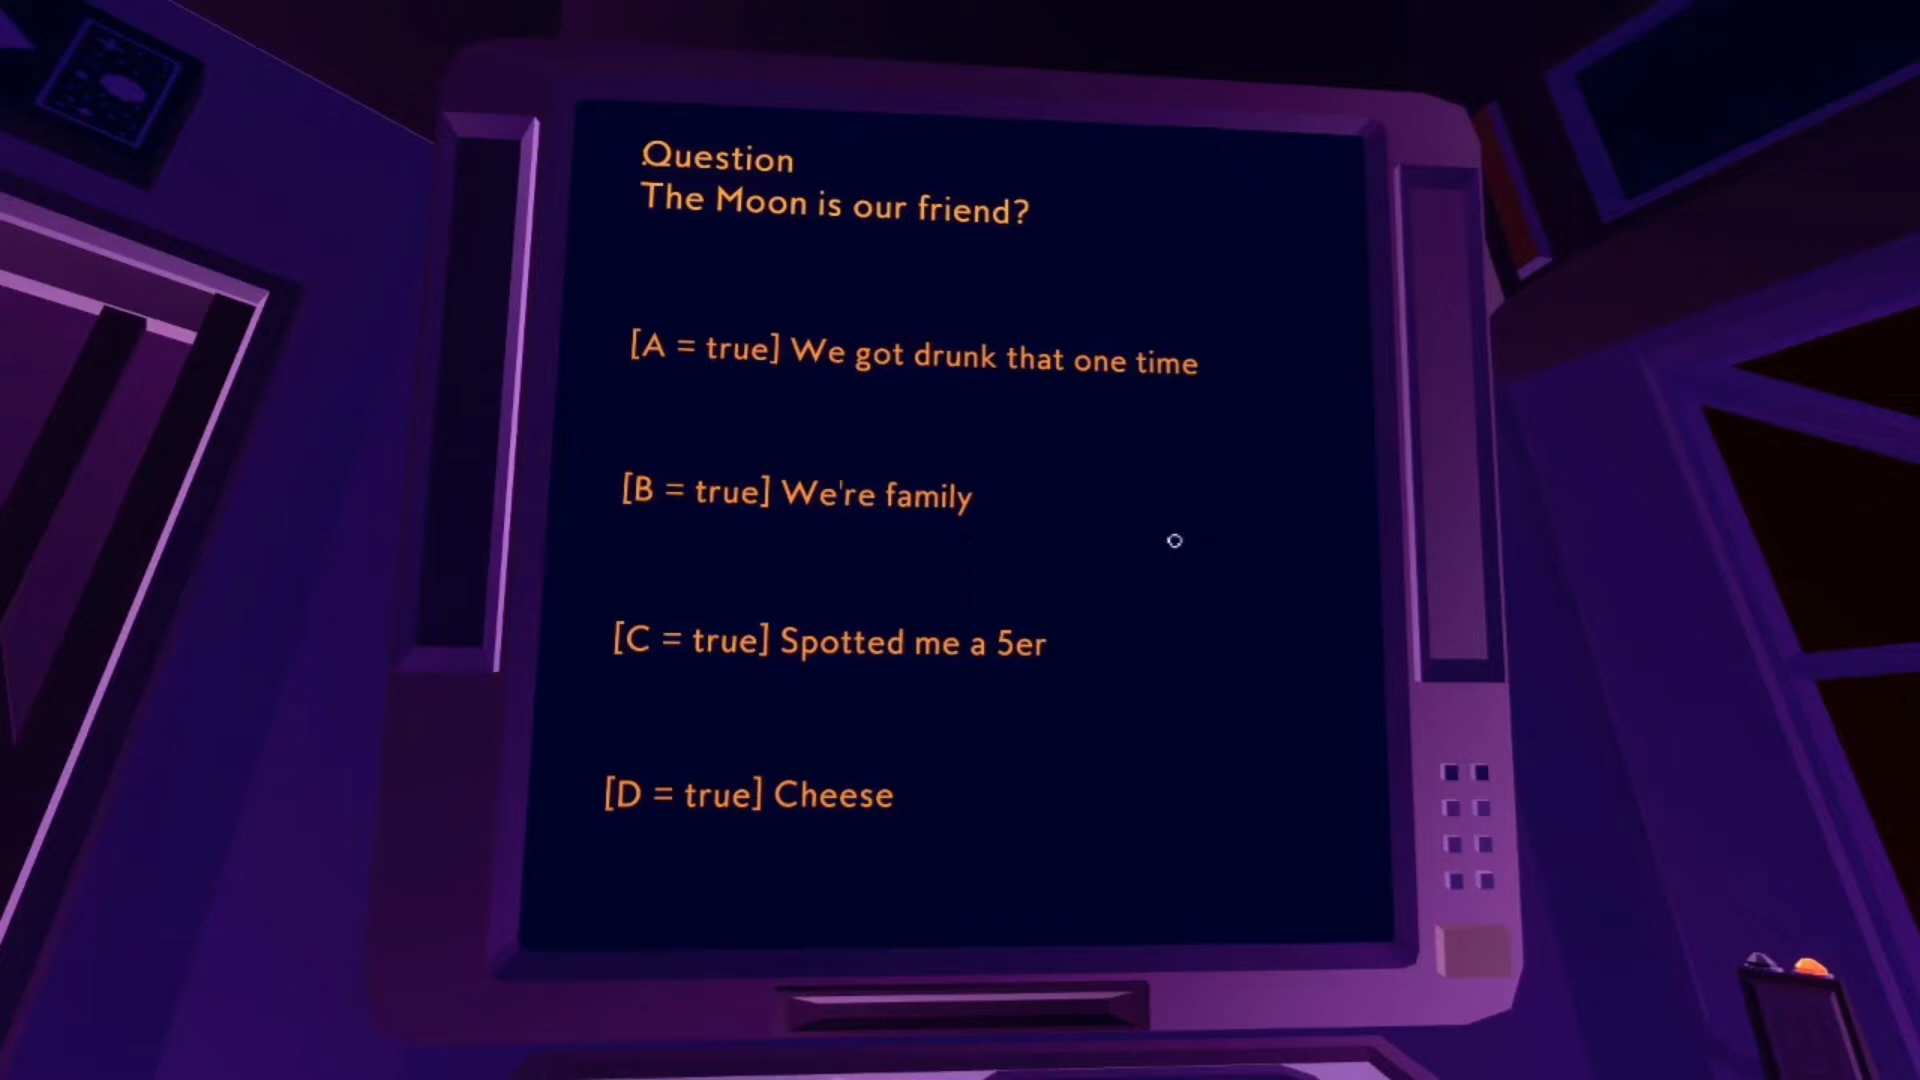 Question
The Moon is our friend?
[A = true] We got drunk that one time
[B = true] We're family
[C = true] Spotted me a 5er
[D = true] Cheese